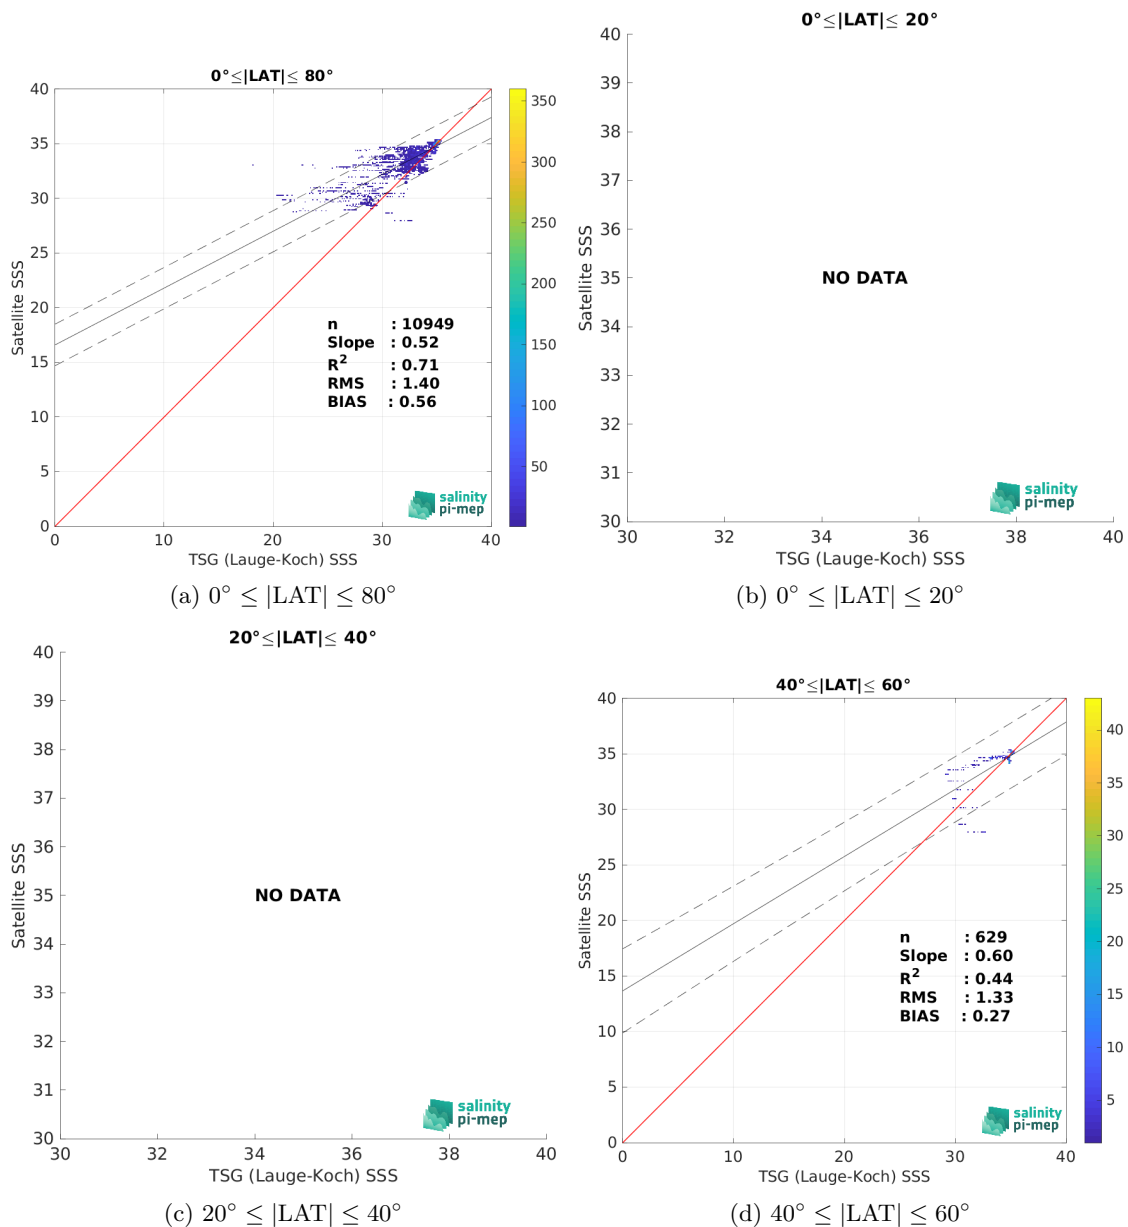 0°≤|LAT|≤ 80°
40
35
30
25
20
15
10
5
0
0
10
20
30
40
Satellite SSS
TSG (Lauge-Koch) SSS
n : 10949
Slope : 0.52
R² : 0.71
RMS : 1.40
BIAS : 0.56
salinity
pi-mep
350
300
250
200
150
100
50
(a) 0° ≤ |LAT| ≤ 80°
0°≤|LAT|≤ 20°
40
39
38
37
36
35
34
33
32
31
30
30
32
34
36
38
40
Satellite SSS
TSG (Lauge-Koch) SSS
NO DATA
salinity
pi-mep
(b) 0° ≤ |LAT| ≤ 20°
20°≤|LAT|≤ 40°
40
39
38
37
36
35
34
33
32
31
30
30
32
34
36
38
40
Satellite SSS
TSG (Lauge-Koch) SSS
NO DATA
salinity
pi-mep
(c) 20° ≤ |LAT| ≤ 40°
40°≤|LAT|≤ 60°
40
35
30
25
20
15
10
5
0
0
10
20
30
40
Satellite SSS
TSG (Lauge-Koch) SSS
n : 629
Slope : 0.60
R² : 0.44
RMS : 1.33
BIAS : 0.27
salinity
pi-mep
40
35
30
25
20
15
10
5
(d) 40° ≤ |LAT| ≤ 60°